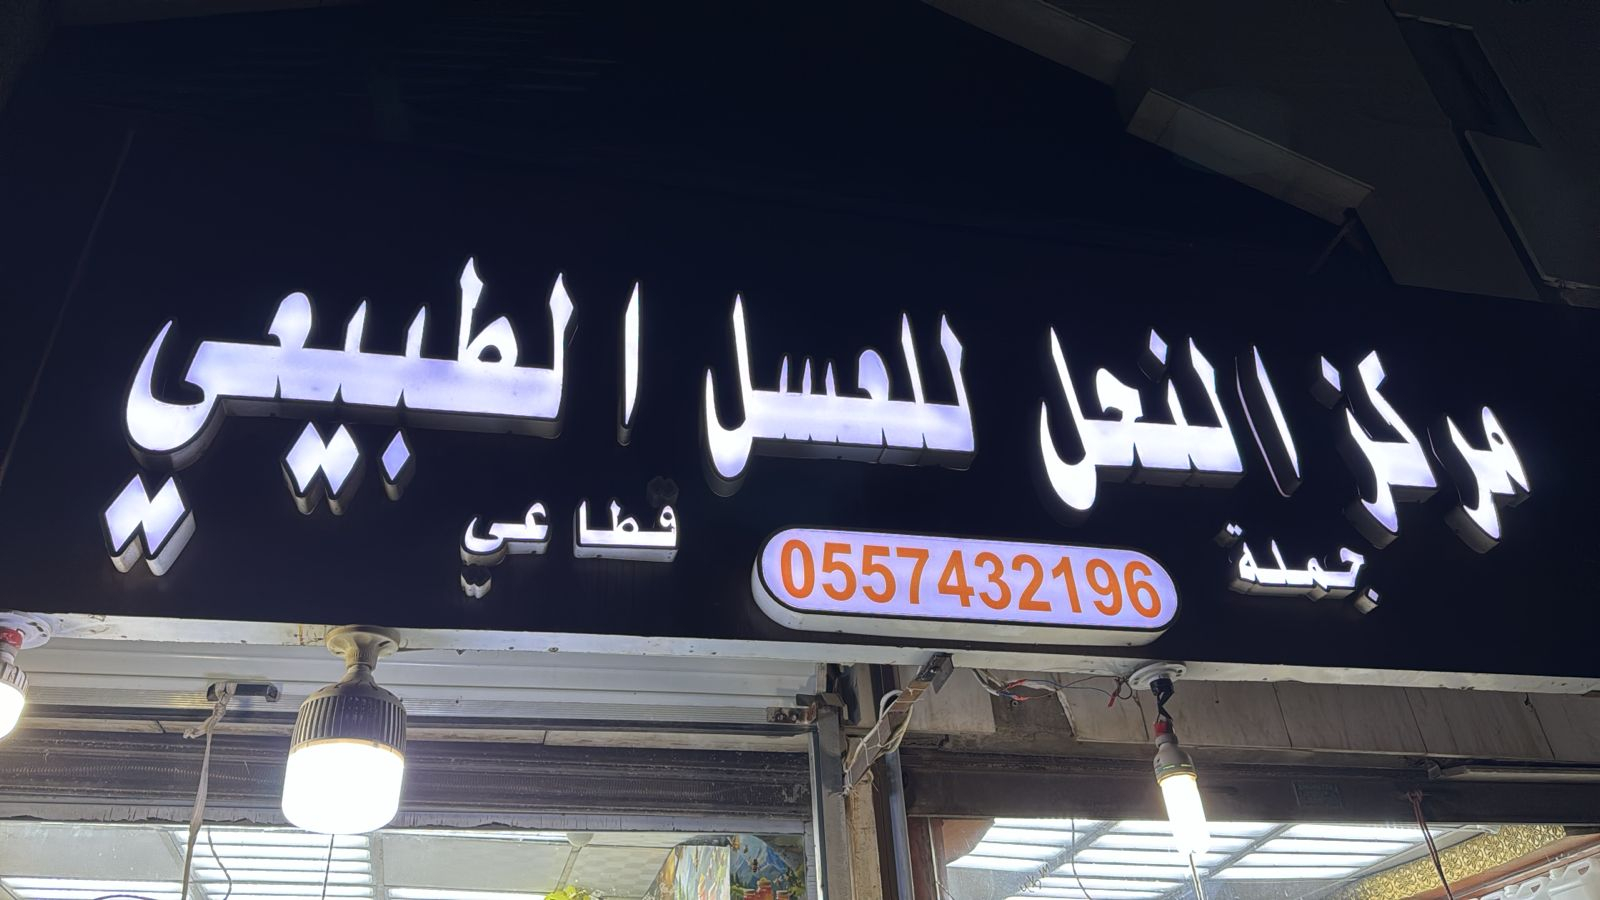 مركز النحل للعسل الطبيعي
جملة 0557432196 قطاعي